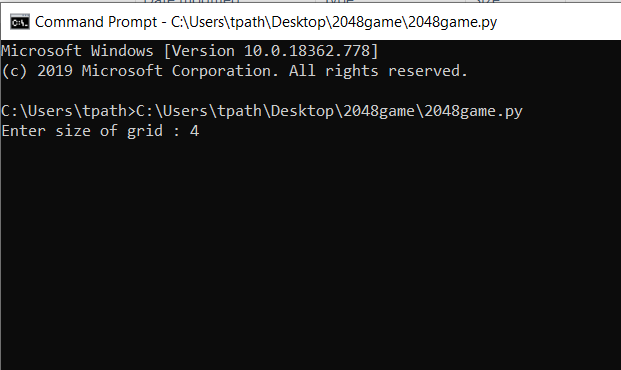 Command Prompt - C:\Users\tpath\Desktop\2048game\2048game.py
Microsoft Windows [Version 10.0.18362.778]
(c) 2019 Microsoft Corporation. All rights reserved.
C:\Users\tpath>C:\Users\tpath\Desktop\2048game\2048game.py
Enter size of grid : 4